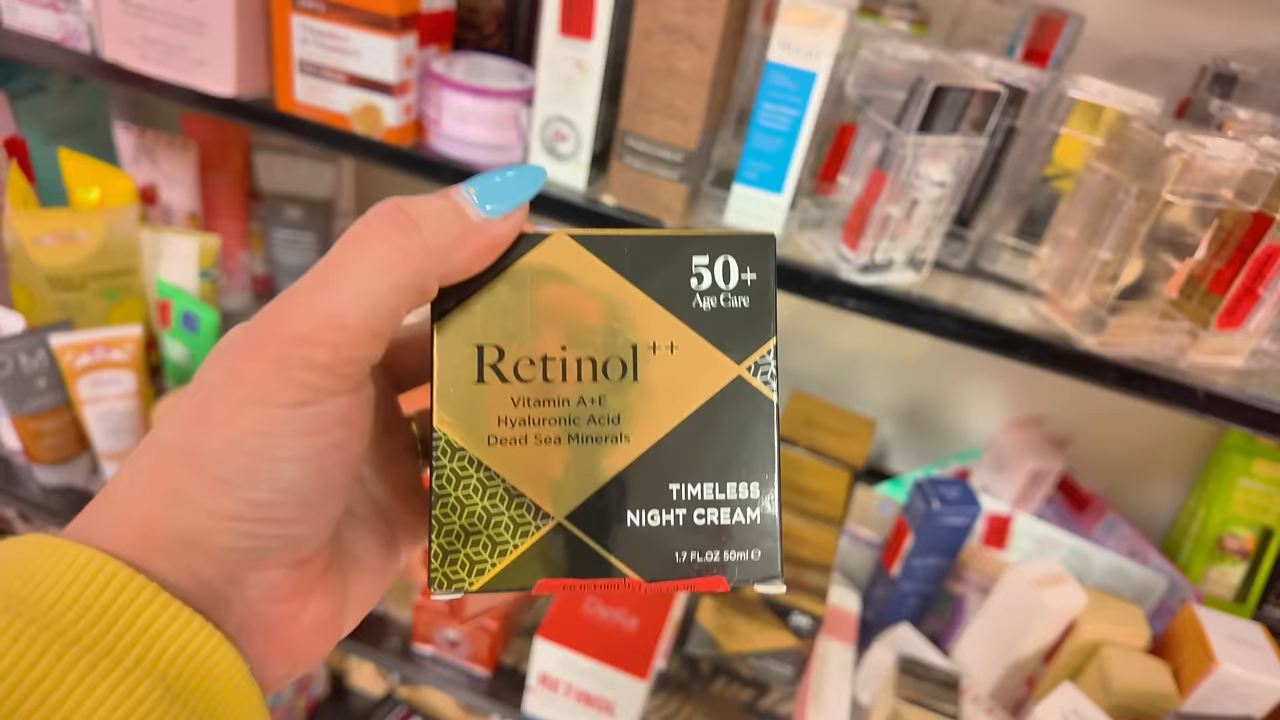 50+
Age Care
Retinol++
Vitamin A+E
Hyaluronic Acid
Dead Sea Minerals
TIMELESS
NIGHT CREAM
1.7 FL.OZ 50ml ℮